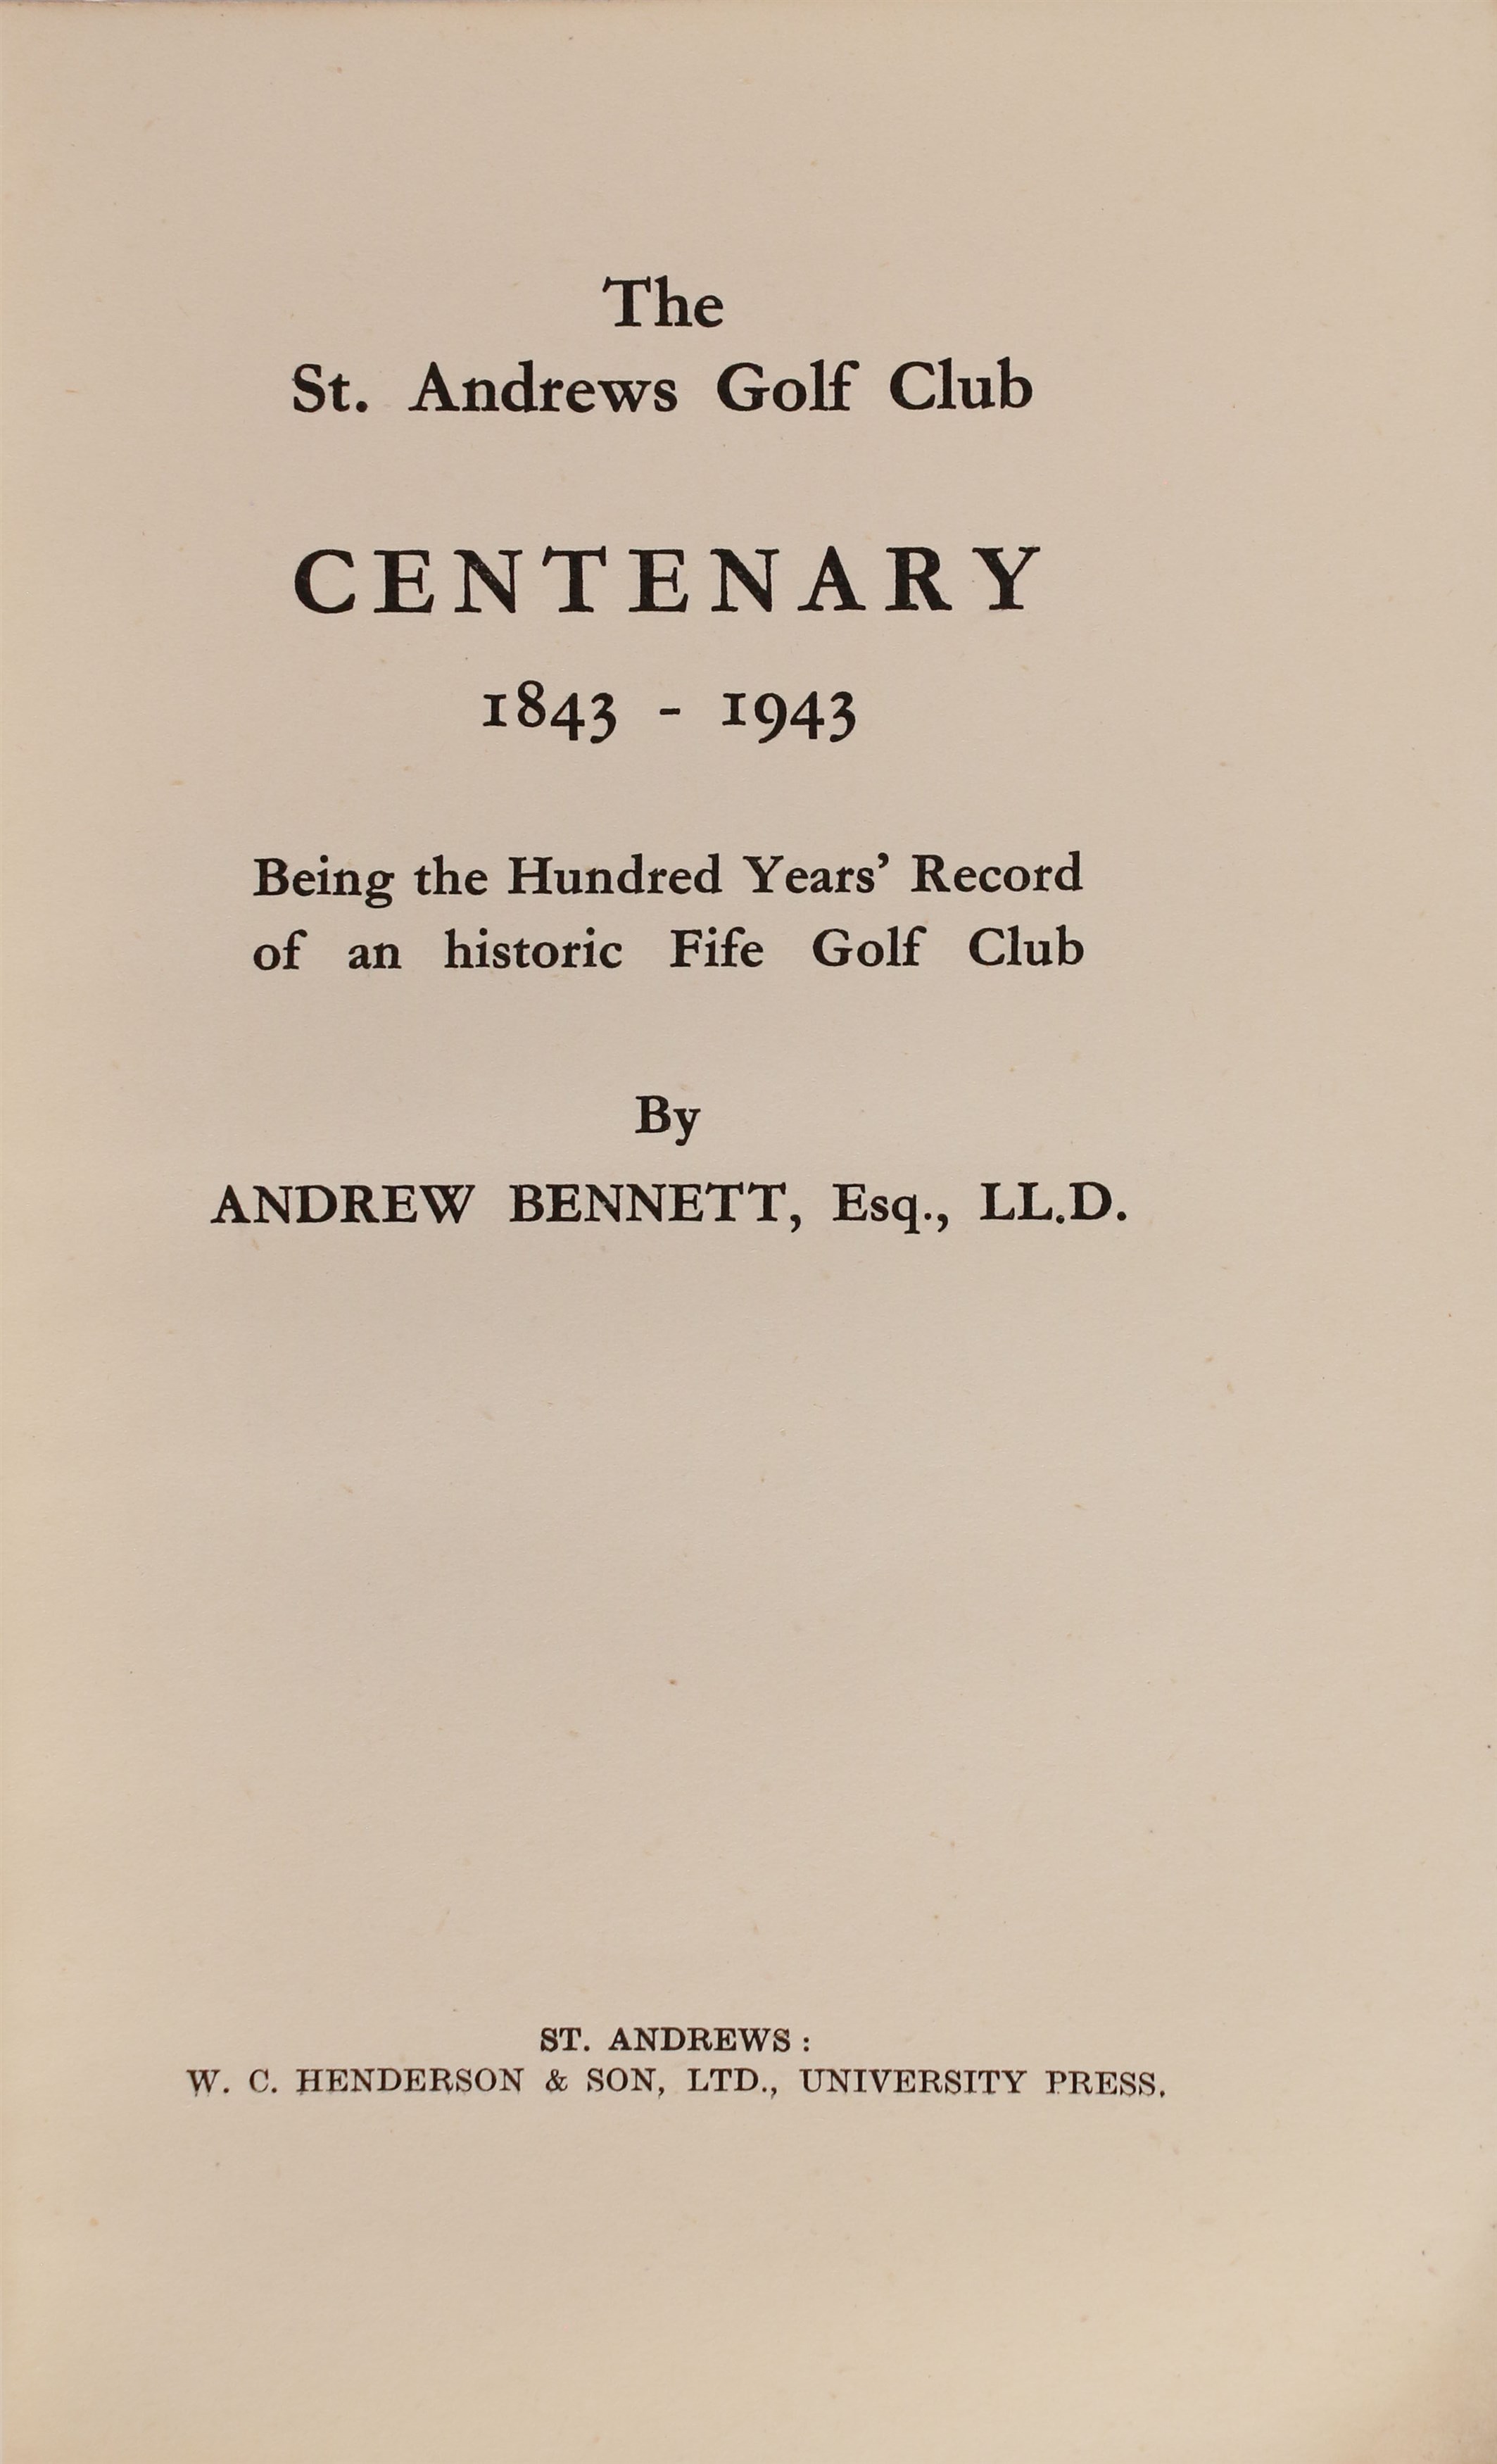 The
St. Andrews Golf Club
CENTENARY
1843 - 1943
Being the Hundred Years' Record
of an historic Fife Golf Club
By
ANDREW BENNETT, Esq., LL.D.
ST. ANDREWS :
W. C. HENDERSON & SON, LTD., UNIVERSITY PRESS.